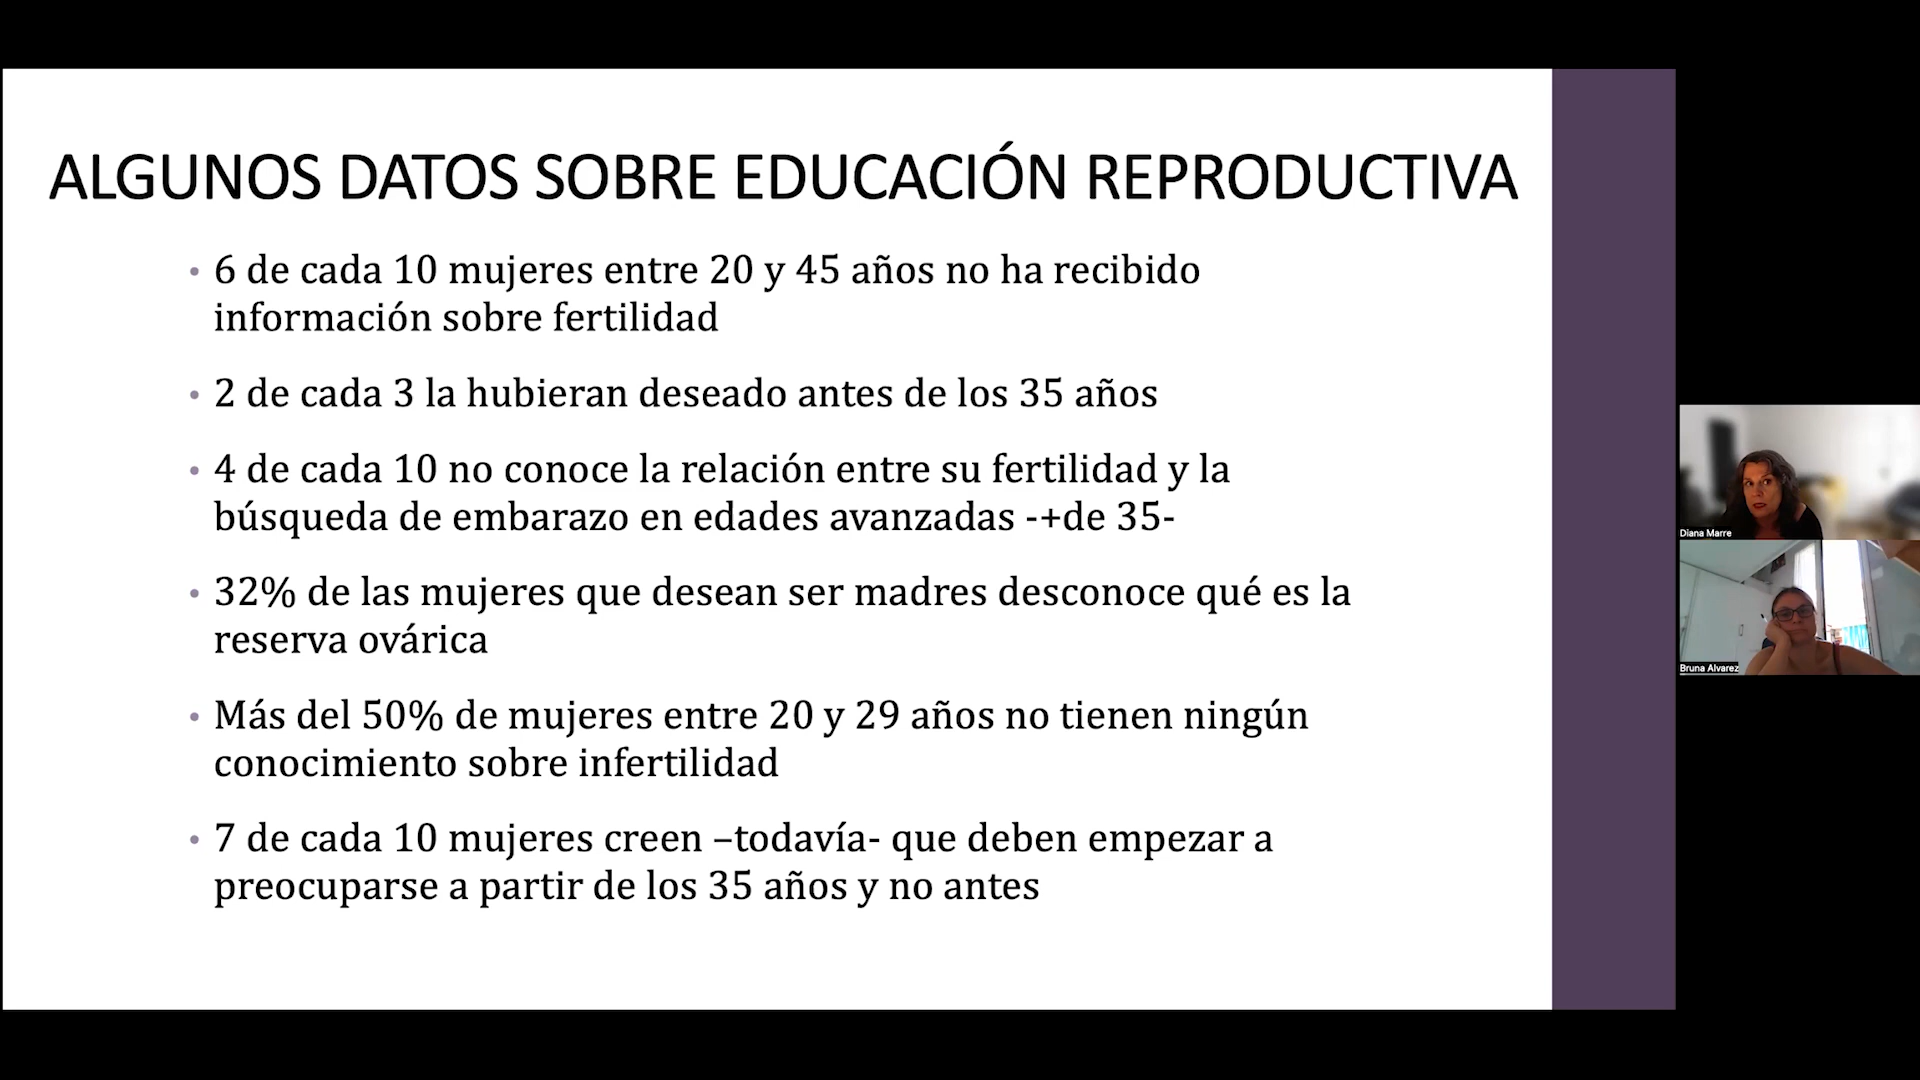 ALGUNOS DATOS SOBRE EDUCACIÓN REPRODUCTIVA
• 6 de cada 10 mujeres entre 20 y 45 años no ha recibido
información sobre fertilidad
• 2 de cada 3 la hubieran deseado antes de los 35 años
• 4 de cada 10 no conoce la relación entre su fertilidad y la
búsqueda de embarazo en edades avanzadas -+de 35-
• 32% de las mujeres que desean ser madres desconoce qué es la
reserva ovárica
• Más del 50% de mujeres entre 20 y 29 años no tienen ningún
conocimiento sobre infertilidad
• 7 de cada 10 mujeres creen –todavía- que deben empezar a
preocuparse a partir de los 35 años y no antes
Diana Marre
Bruna Alvarez